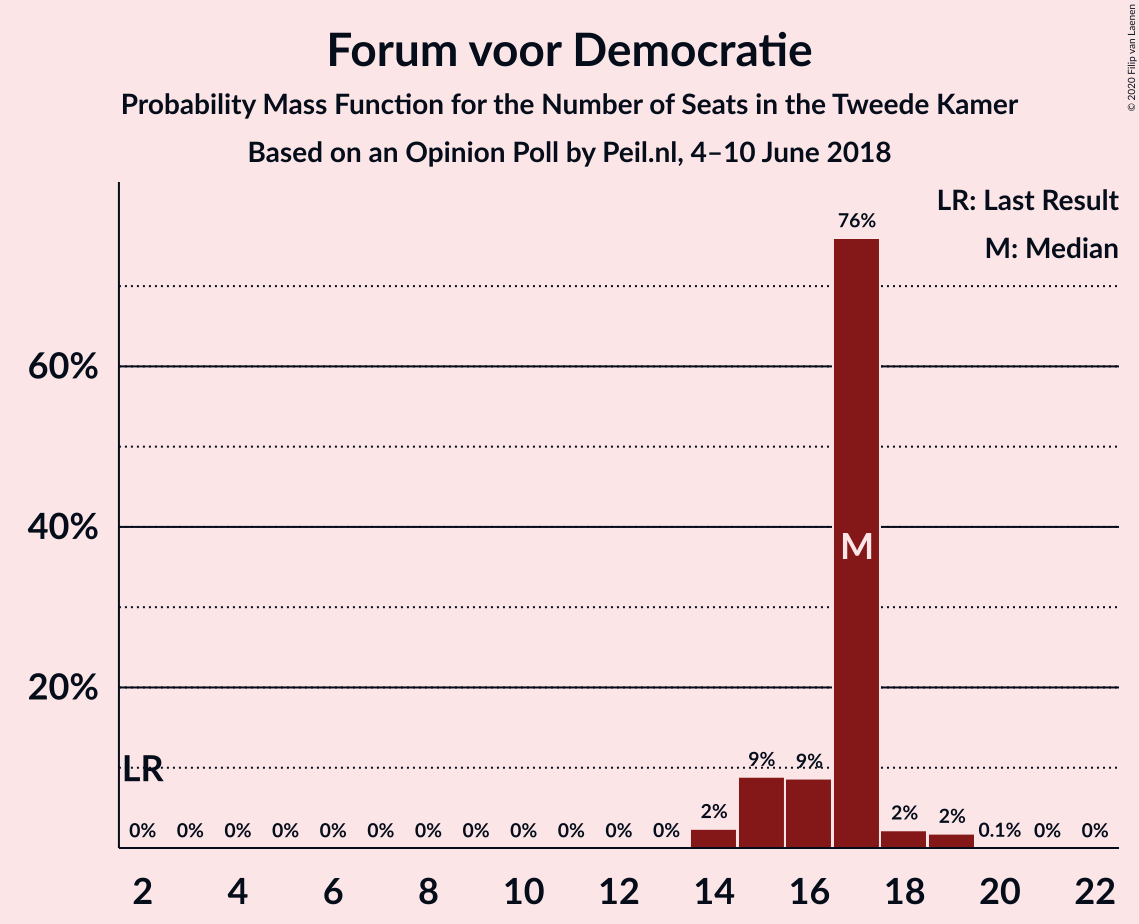 Forum voor Democratie
Probability Mass Function for the Number of Seats in the Tweede Kamer
Based on an Opinion Poll by Peil.nl, 4–10 June 2018
© 2020 Filip van Laenen
LR: Last Result
M: Median
76%
60%
40%
M
20%
LR
9% 9%
2% 2% 2%
0% 0% 0% 0% 0% 0% 0% 0% 0% 0% 0% 0% 0.1% 0% 0%
2 4 6 8 10 12 14 16 18 20 22